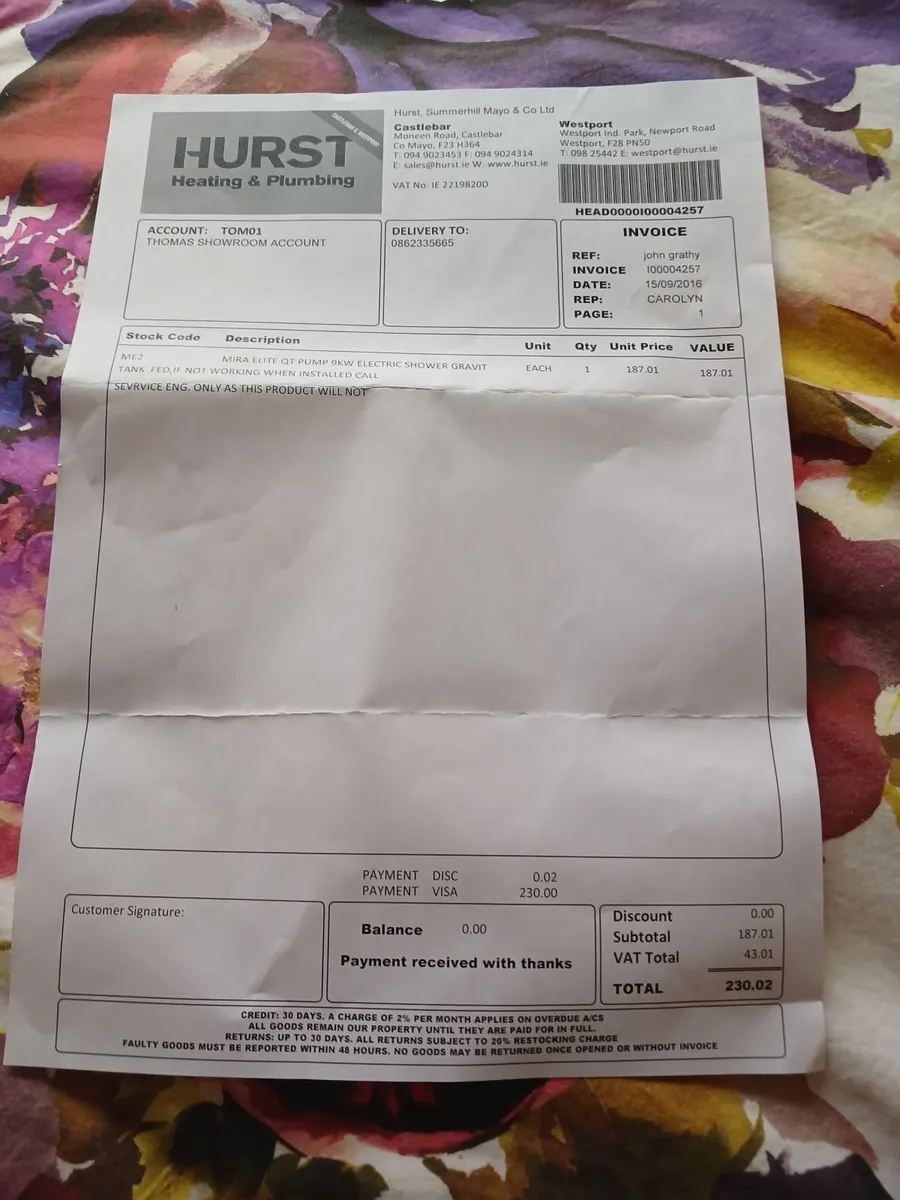 Hurst, Summerhill Mayo & Co Ltd
CASTLEBAR & WESTPORT
HURST
Heating & Plumbing
Castlebar
Moneen Road, Castlebar
Co Mayo, F23 H364
T: 094 9023453 F: 094 9024314
E: sales@hurst.ie W: www.hurst.ie
VAT No: IE 2219820D
Westport
Westport Ind. Park, Newport Road
Westport, F28 PN50
T: 098 25442 E: westport@hurst.ie
HEAD0000I00004257
ACCOUNT: TOM01
THOMAS SHOWROOM ACCOUNT
DELIVERY TO:
0862335665
INVOICE
REF: john grathy
INVOICE I00004257
DATE: 15/09/2016
REP: CAROLYN
PAGE: 1
Stock Code Description Unit Qty Unit Price VALUE
ME2 MIRA ELITE QT PUMP 9KW ELECTRIC SHOWER GRAVIT EACH 1 187.01 187.01
TANK FED,IF NOT WORKING WHEN INSTALLED CALL
SEVRVICE ENG. ONLY AS THIS PRODUCT WILL NOT
PAYMENT DISC 0.02
PAYMENT VISA 230.00
Customer Signature:
Balance 0.00
Payment received with thanks
Discount 0.00
Subtotal 187.01
VAT Total 43.01
TOTAL 230.02
CREDIT: 30 DAYS. A CHARGE OF 2% PER MONTH APPLIES ON OVERDUE A/CS
ALL GOODS REMAIN OUR PROPERTY UNTIL THEY ARE PAID FOR IN FULL.
RETURNS: UP TO 30 DAYS. ALL RETURNS SUBJECT TO 20% RESTOCKING CHARGE
FAULTY GOODS MUST BE REPORTED WITHIN 48 HOURS. NO GOODS MAY BE RETURNED ONCE OPENED OR WITHOUT INVOICE